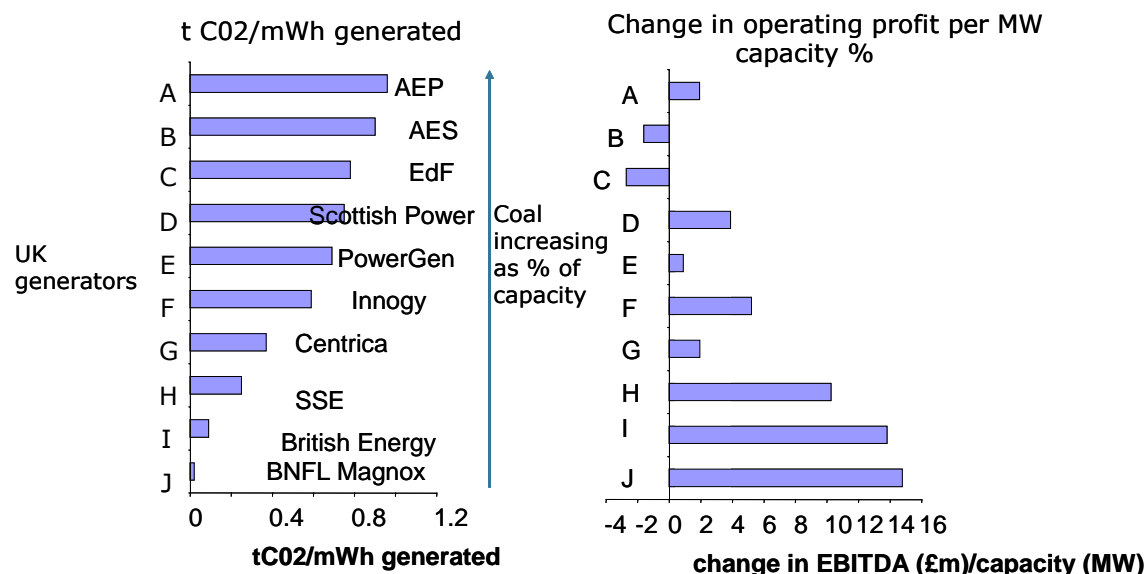 t C02/mWh generated
A
AEP
B
AES
C
EdF
D
Scottish Power
E
PowerGen
F
Innogy
G
Centrica
H
SSE
I
British Energy
J
BNFL Magnox
UK
generators
0 0.4 0.8 1.2
tC02/mWh generated
Coal
increasing
as % of
capacity
Change in operating profit per MW
capacity %
A
B
C
D
E
F
G
H
I
J
-4 -2 0 2 4 6 8 10 12 14 16
change in EBITDA (£m)/capacity (MW)